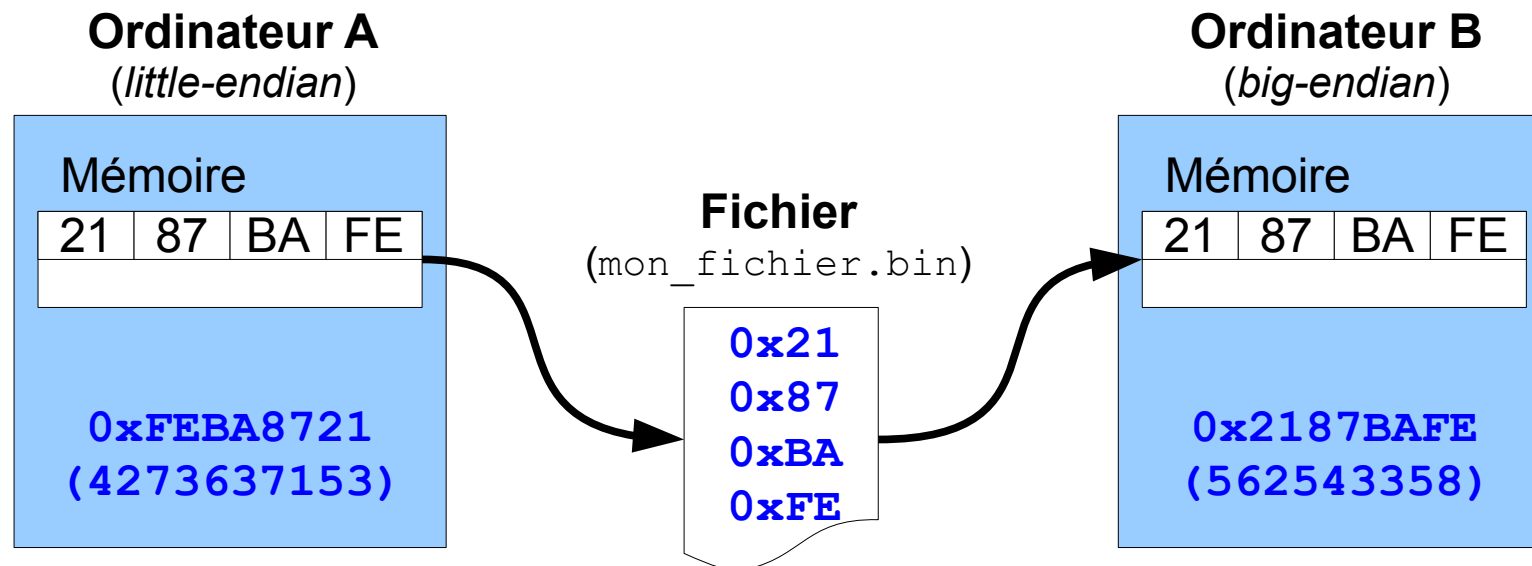 Ordinateur A
(little-endian)
Mémoire
21 87 BA FE
0xFEBA8721
(4273637153)
Fichier
(mon_fichier.bin)
0x21
0x87
0xBA
0xFE
Ordinateur B
(big-endian)
Mémoire
21 87 BA FE
0x2187BAFE
(562543358)